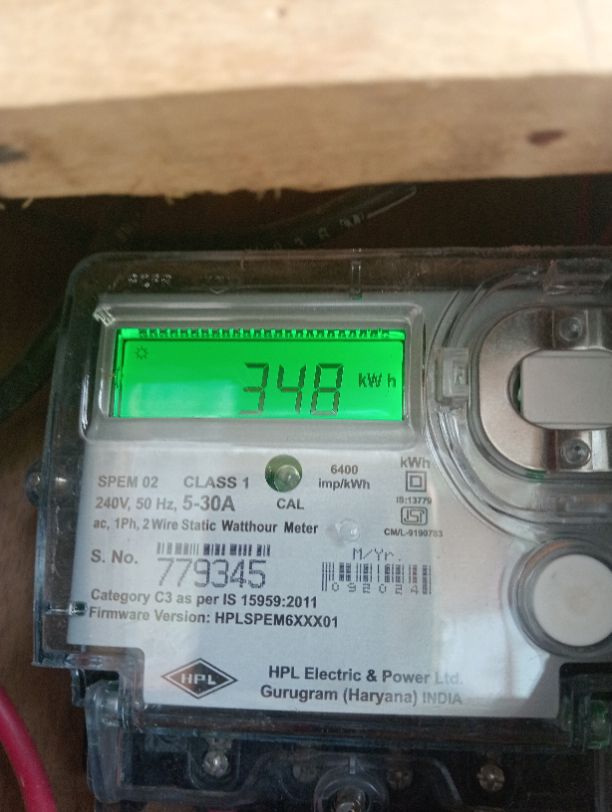 348 kWh
SPEM 02 CLASS 1
240V, 50 Hz, 5-30A
ac, 1Ph, 2 Wire Static Watthour Meter
CAL
6400
imp/kWh
kWh
IS:13779
CM/L-9190783
S. No.
779345
M/Yr.
092024
Category C3 as per IS 15959:2011
Firmware Version: HPLSPEM6XXX01
HPL
HPL Electric & Power Ltd.
Gurugram (Haryana) INDIA